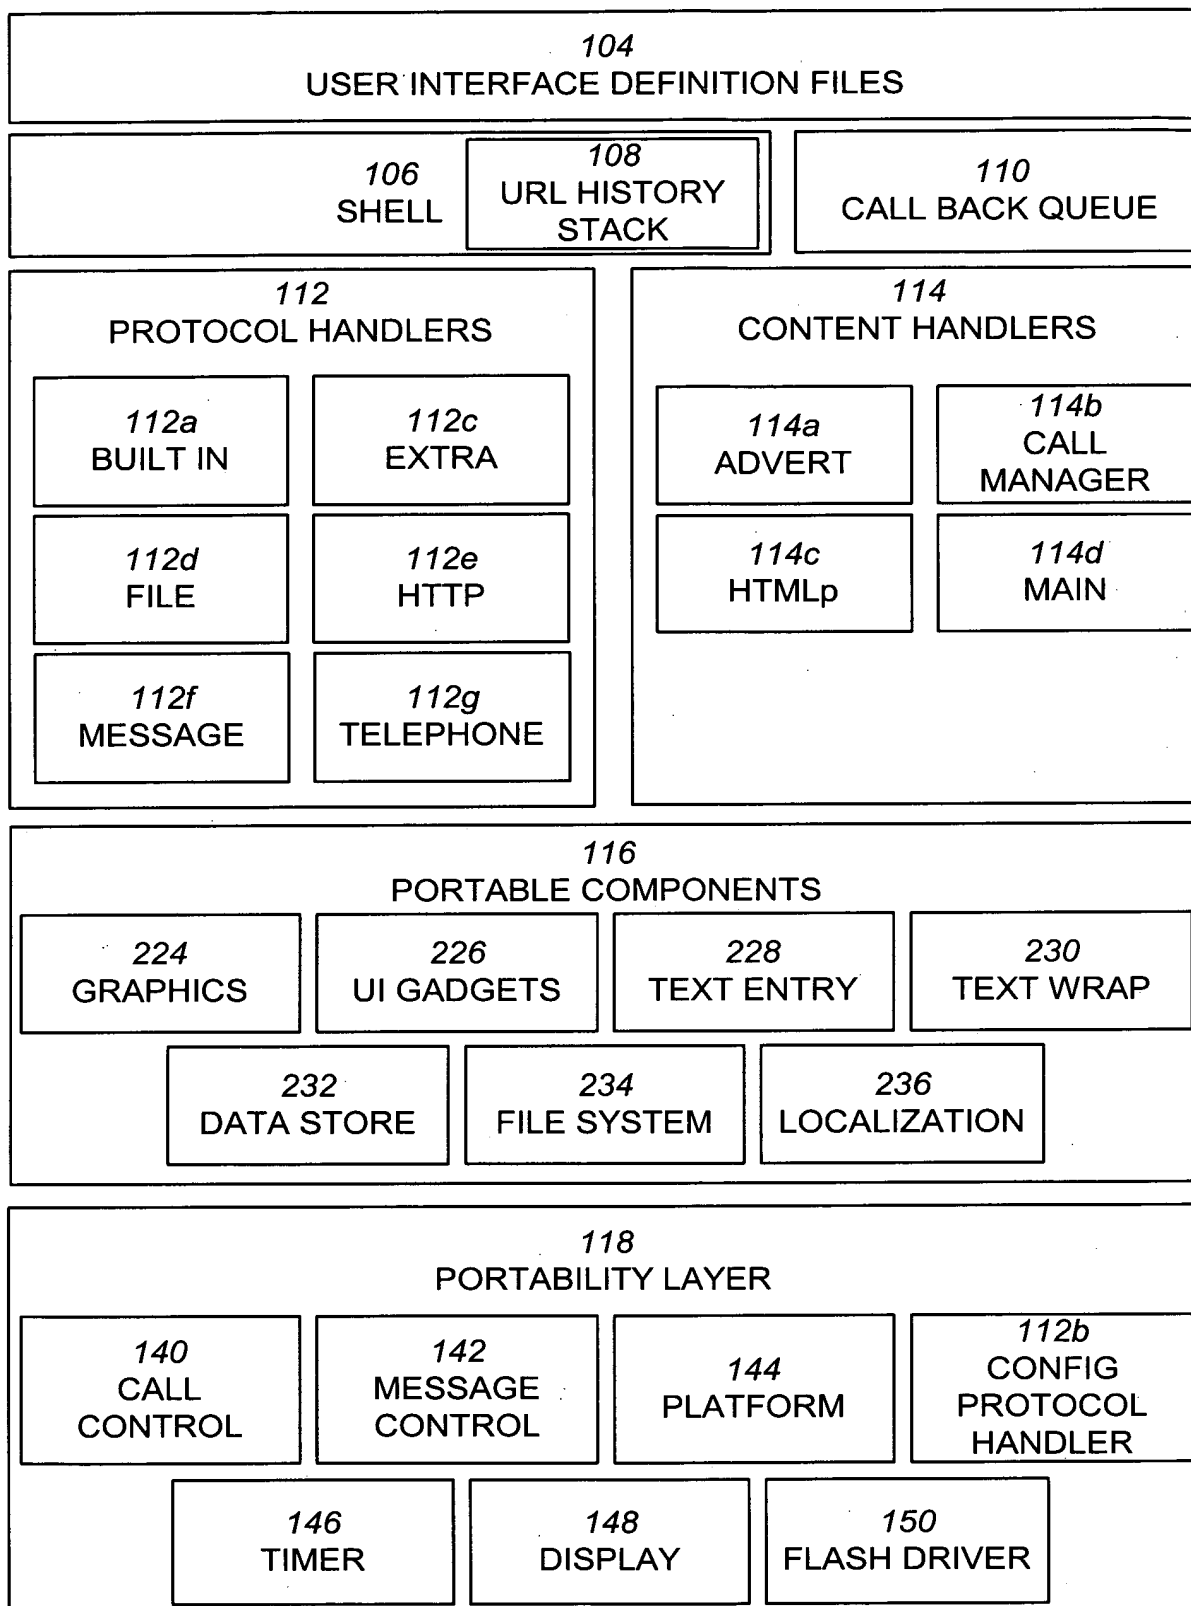 104
USER INTERFACE DEFINITION FILES
106
SHELL
108
URL HISTORY
STACK
110
CALL BACK QUEUE
112
PROTOCOL HANDLERS
112a
BUILT IN
112c
EXTRA
112d
FILE
112e
HTTP
112f
MESSAGE
112g
TELEPHONE
114
CONTENT HANDLERS
114a
ADVERT
114b
CALL
MANAGER
114c
HTMLp
114d
MAIN
116
PORTABLE COMPONENTS
224
GRAPHICS
226
UI GADGETS
228
TEXT ENTRY
230
TEXT WRAP
232
DATA STORE
234
FILE SYSTEM
236
LOCALIZATION
118
PORTABILITY LAYER
140
CALL
CONTROL
142
MESSAGE
CONTROL
144
PLATFORM
112b
CONFIG
PROTOCOL
HANDLER
146
TIMER
148
DISPLAY
150
FLASH DRIVER